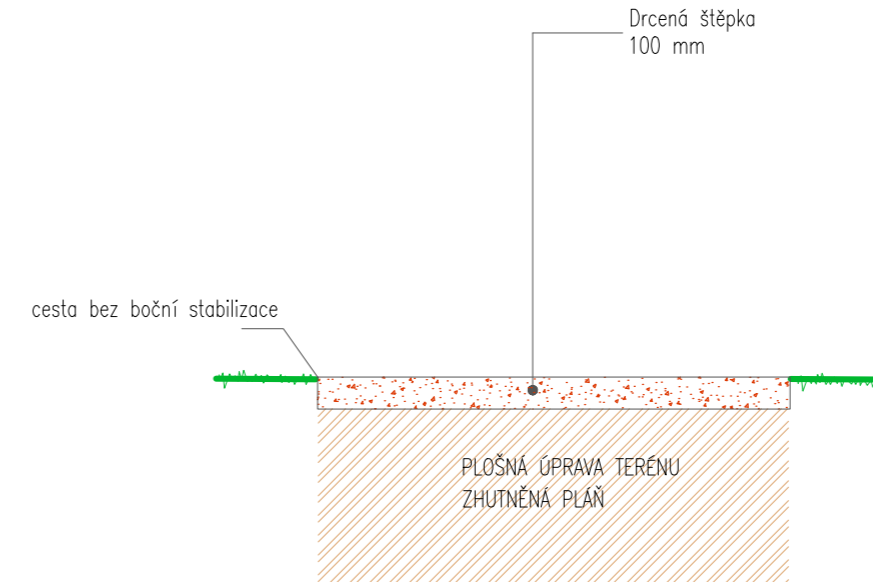 Drcená štěpka
100 mm
cesta bez boční stabilizace
PLOŠNÁ ÚPRAVA TERÉNU
ZHUTNĚNÁ PLÁŇ